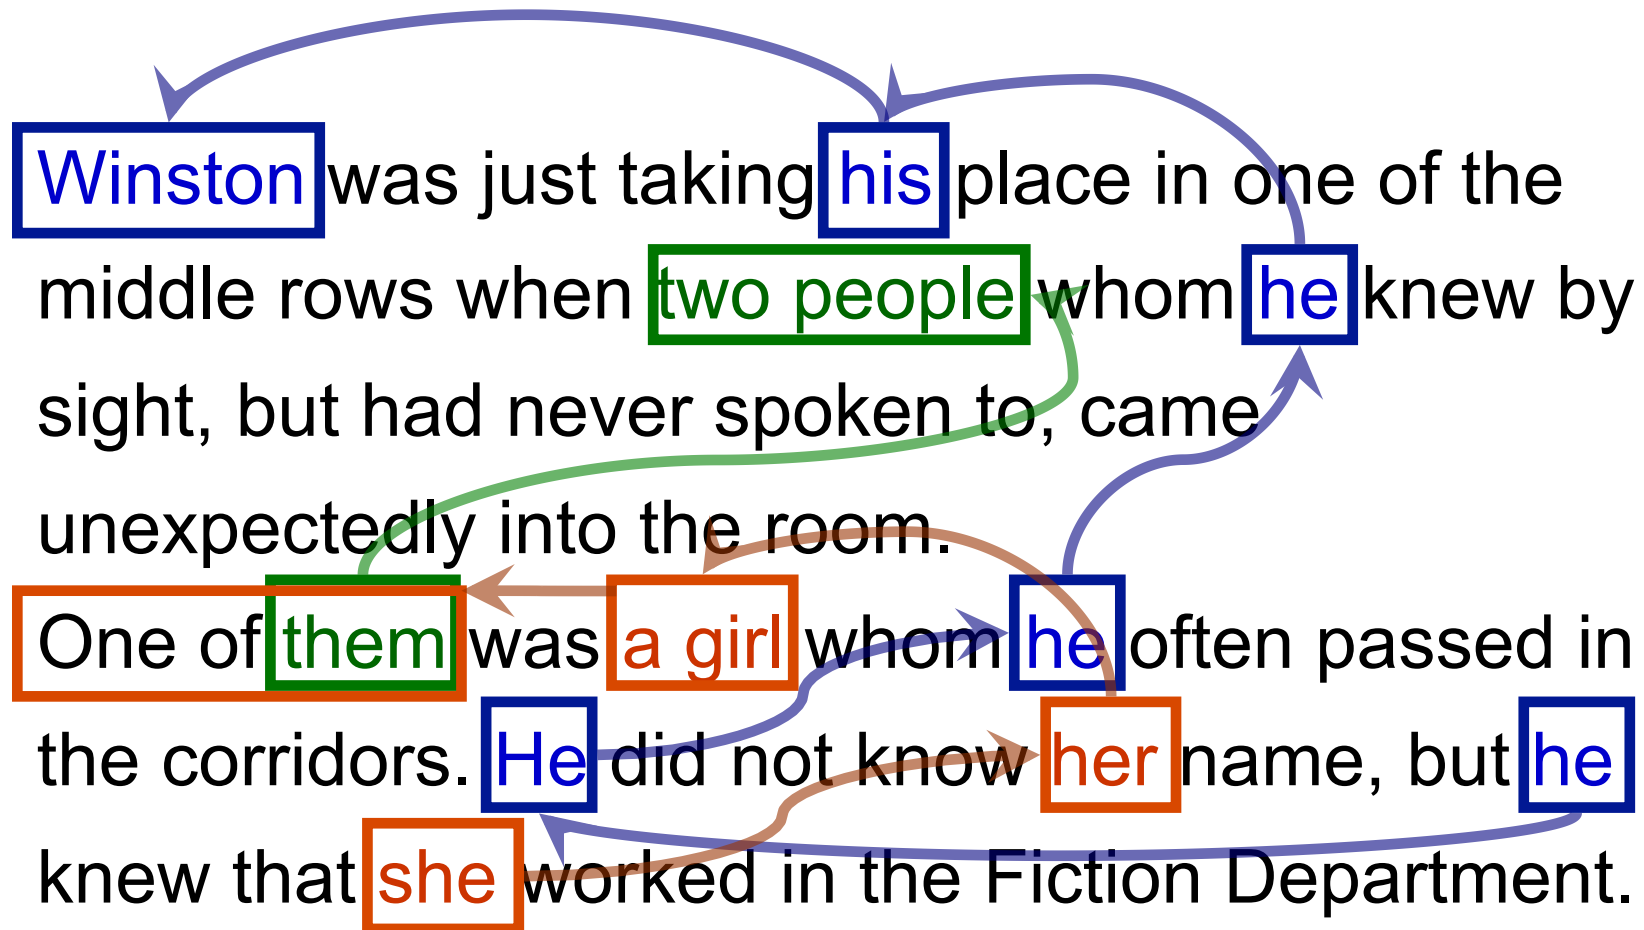 Winston was just taking his place in one of the
middle rows when two people whom he knew by
sight, but had never spoken to, came
unexpectedly into the room.
One of them was a girl whom he often passed in
the corridors. He did not know her name, but he
knew that she worked in the Fiction Department.